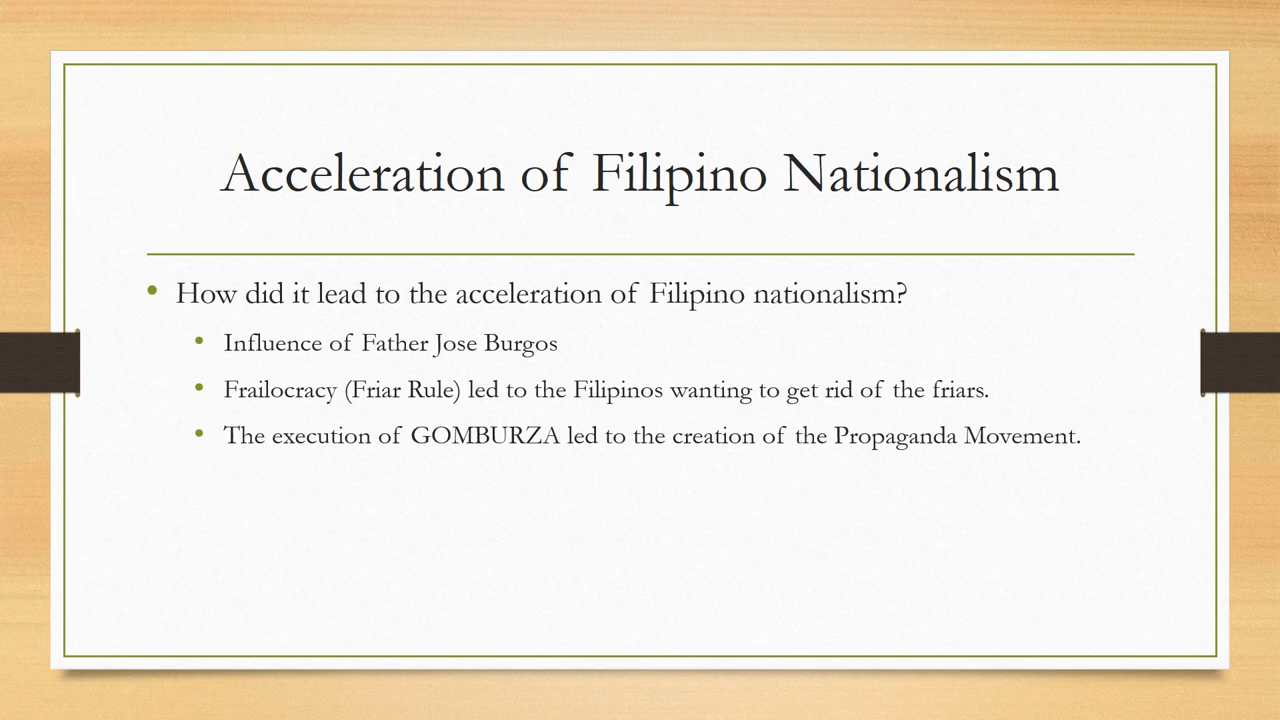 Acceleration of Filipino Nationalism
How did it lead to the acceleration of Filipino nationalism?
Influence of Father Jose Burgos
Frailocracy (Friar Rule) led to the Filipinos wanting to get rid of the friars.
The execution of GOMBURZA led to the creation of the Propaganda Movement.